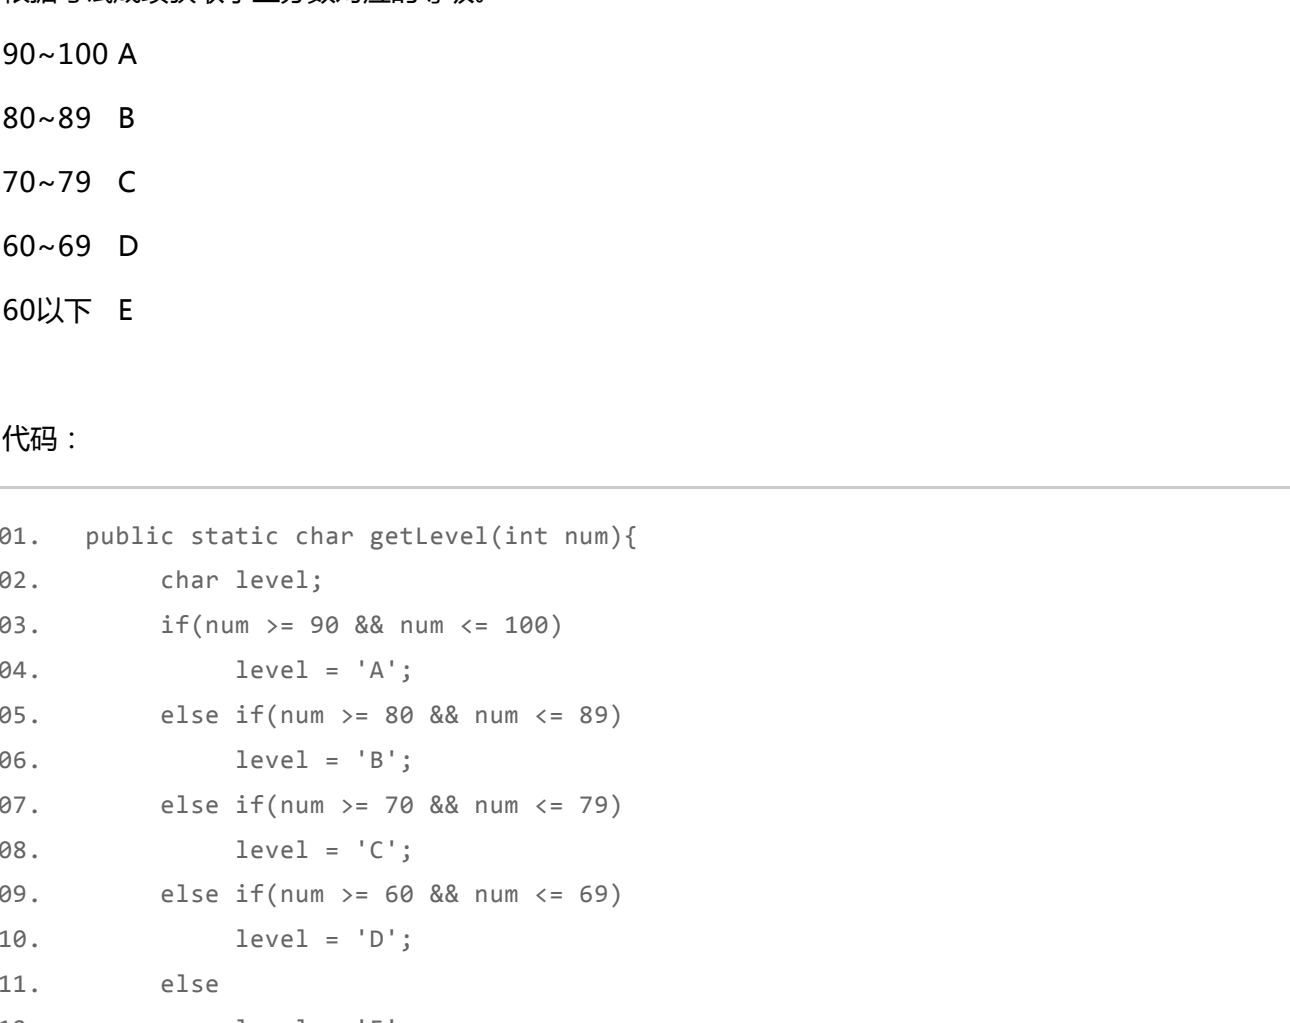 90~100 A
80~89 B
70~79 C
60~69 D
60以下 E
代码：
01. public static char getLevel(int num){
02. char level;
03. if(num >= 90 && num <= 100)
04. level = 'A';
05. else if(num >= 80 && num <= 89)
06. level = 'B';
07. else if(num >= 70 && num <= 79)
08. level = 'C';
09. else if(num >= 60 && num <= 69)
10. level = 'D';
11. else